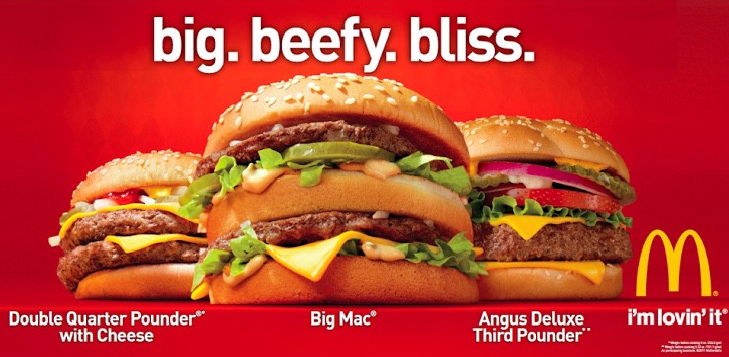 big. beefy. bliss.
Double Quarter Pounder®*
with Cheese
Big Mac®
Angus Deluxe
Third Pounder**
i'm lovin' it®